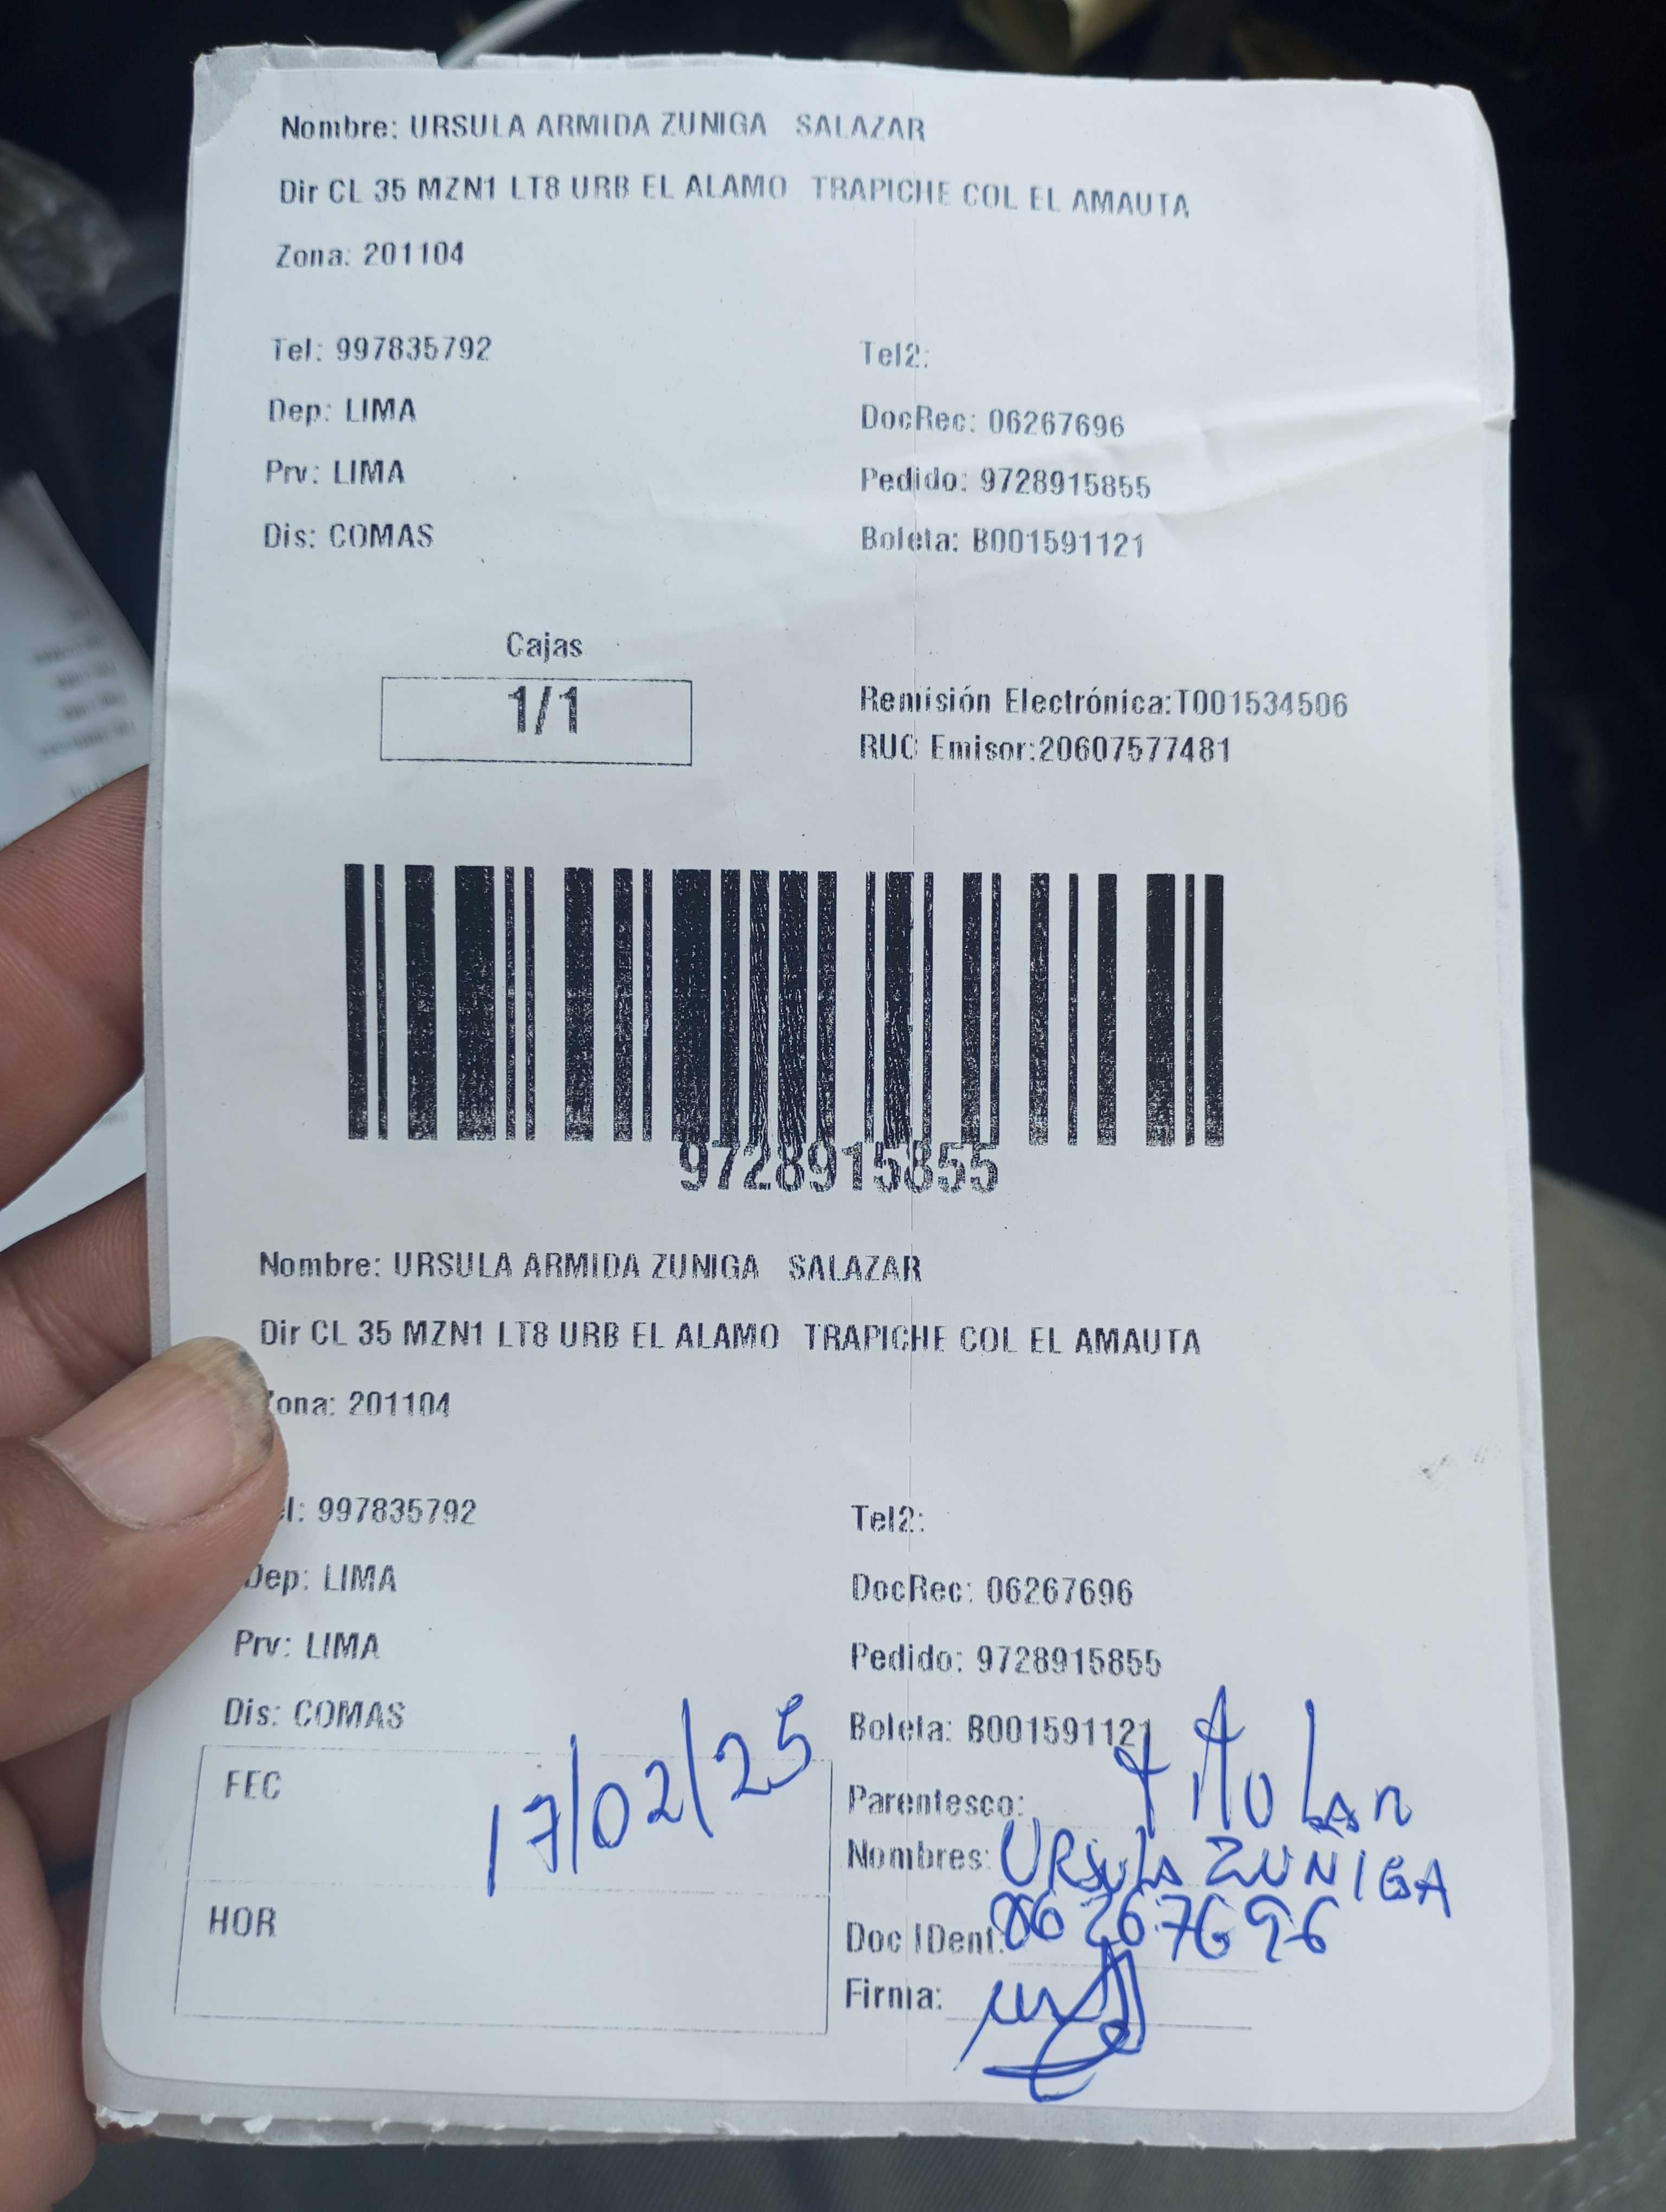 Nombre: URSULA ARMIDA ZUNIGA SALAZAR
Dir CL 35 MZN1 LT8 URB EL ALAMO TRAPICHE COL EL AMAUTA
Zona: 201104
Tel: 997835792 Tel2:
Dep: LIMA DocRec: 06267696
Prv: LIMA Pedido: 9728915855
Dis: COMAS Boleta: B001591121
Cajas
1/1
Remisión Electrónica:T001534506
RUC Emisor:20607577481
9728915855
Nombre: URSULA ARMIDA ZUNIGA SALAZAR
Dir CL 35 MZN1 LT8 URB EL ALAMO TRAPICHE COL EL AMAUTA
ona: 201104
el: 997835792 Tel2:
Dep: LIMA DocRec: 06267696
Prv: LIMA Pedido: 9728915855
Dis: COMAS Boleta: B001591121
FEC 17/02/25
Parentesco: titular
Nombres: URSULA ZUÑIGA
HOR
Doc IDent: 06267696
Firma: